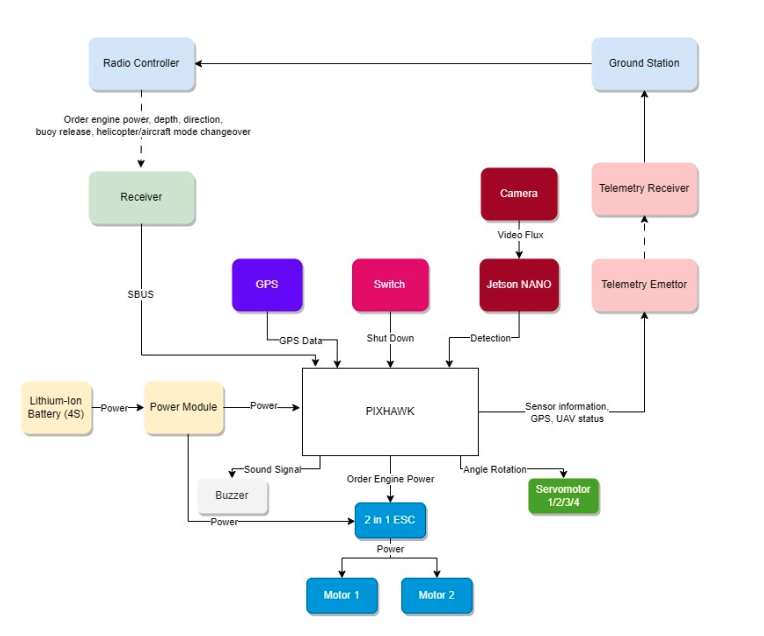 Radio Controller
Ground Station
Order engine power, depth, direction,
buoy release, helicopter/aircraft mode changeover
Receiver
Camera
Telemetry Receiver
Video Flux
SBUS
GPS
Switch
Jetson NANO
Telemetry Emettor
GPS Data
Shut Down
Detection
Lithium-Ion
Battery (4S)
Power
Power Module
Power
PIXHAWK
Sensor information,
GPS, UAV status
Sound Signal
Order Engine Power
Angle Rotation
Buzzer
Servomotor
1/2/3/4
Power
2 in 1 ESC
Power
Motor 1
Motor 2